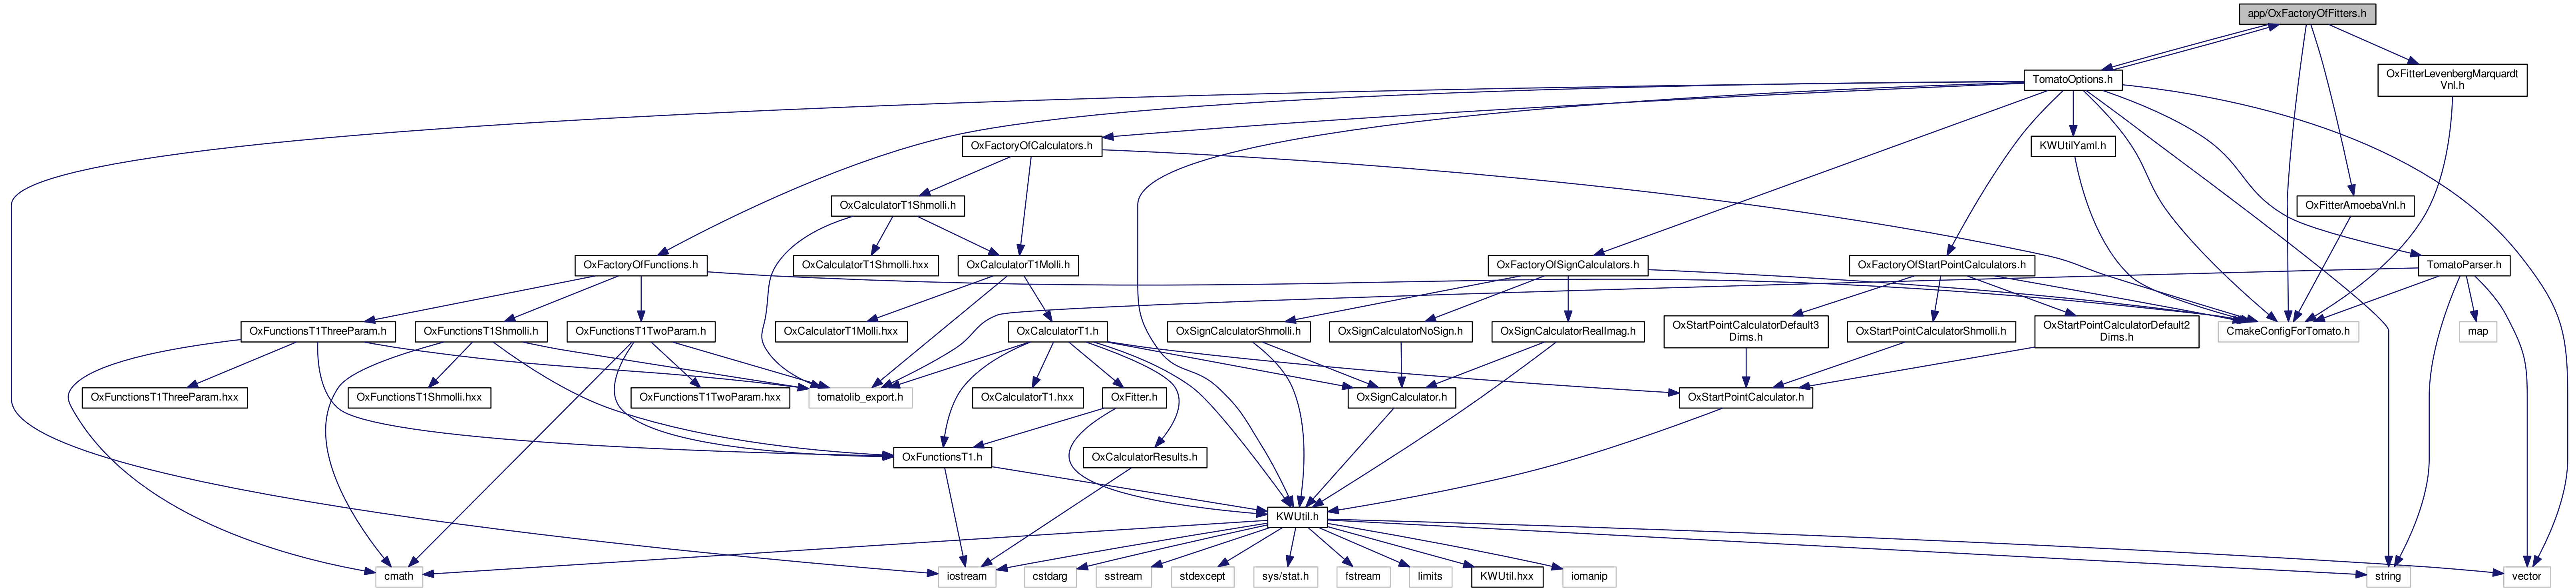 app/OxFactoryOfFitters.h
TomatoOptions.h
OxFitterLevenbergMarquardt
Vnl.h
OxFactoryOfCalculators.h
KWUtilYaml.h
OxCalculatorT1Shmolli.h
OxFitterAmoebaVnl.h
OxFactoryOfFunctions.h
OxCalculatorT1Shmolli.hxx
OxCalculatorT1Molli.h
OxFactoryOfSignCalculators.h
OxFactoryOfStartPointCalculators.h
TomatoParser.h
OxFunctionsT1ThreeParam.h
OxFunctionsT1Shmolli.h
OxFunctionsT1TwoParam.h
OxCalculatorT1Molli.hxx
OxCalculatorT1.h
OxSignCalculatorShmolli.h
OxSignCalculatorNoSign.h
OxSignCalculatorRealImag.h
OxStartPointCalculatorDefault3
Dims.h
OxStartPointCalculatorShmolli.h
OxStartPointCalculatorDefault2
Dims.h
CmakeConfigForTomato.h
map
OxFunctionsT1ThreeParam.hxx
OxFunctionsT1Shmolli.hxx
OxFunctionsT1TwoParam.hxx
tomatolib_export.h
OxCalculatorT1.hxx
OxFitter.h
OxSignCalculator.h
OxStartPointCalculator.h
OxFunctionsT1.h
OxCalculatorResults.h
KWUtil.h
cmath
iostream
cstdarg
sstream
stdexcept
sys/stat.h
fstream
limits
KWUtil.hxx
iomanip
string
vector